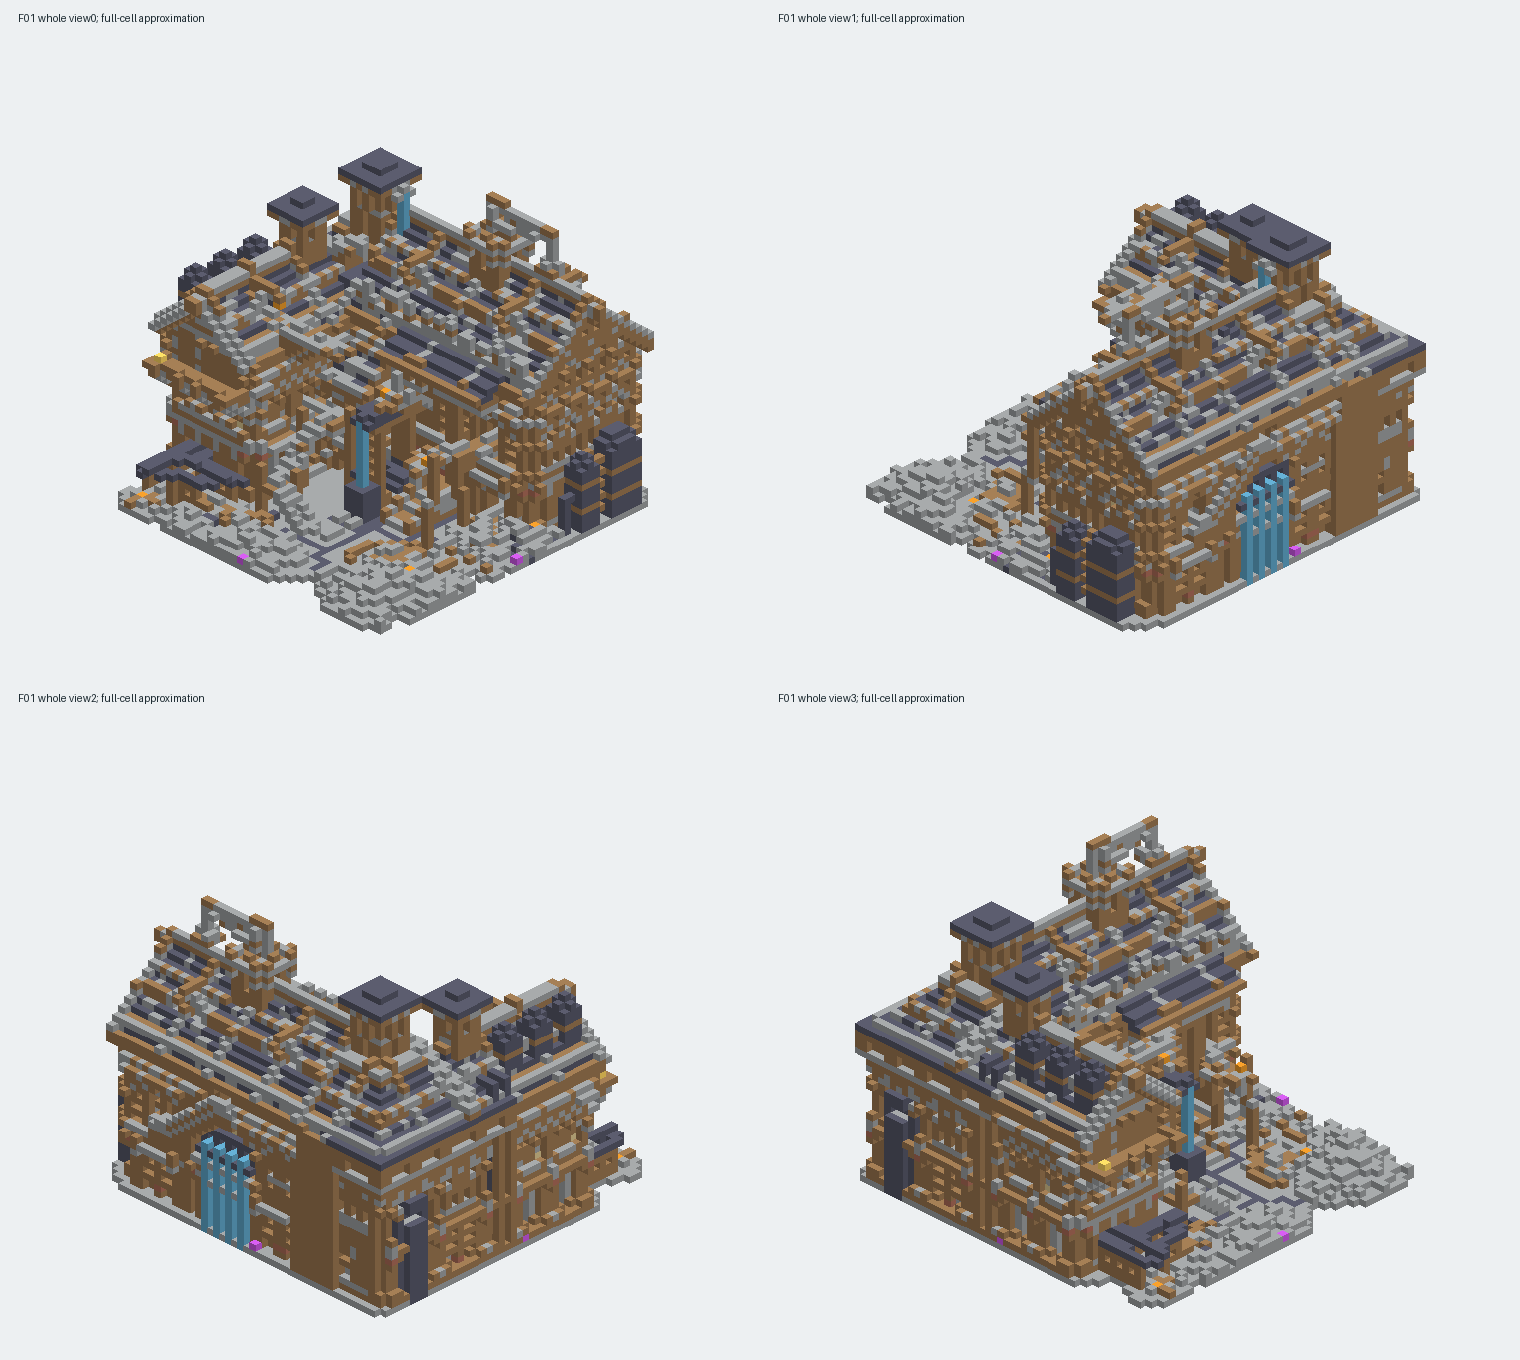 F01 whole view0; full-cell approximation
F01 whole view1; full-cell approximation
F01 whole view2; full-cell approximation
F01 whole view3; full-cell approximation